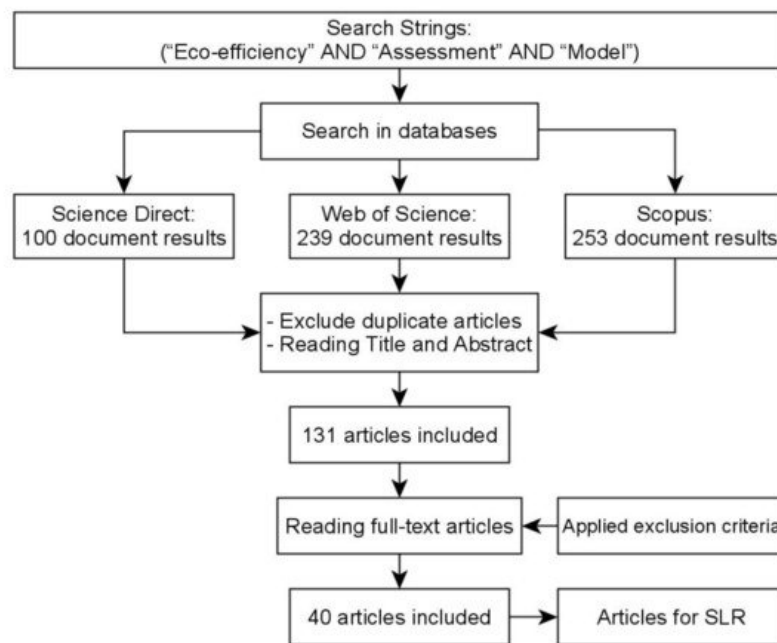 Search Strings:
(“Eco-efficiency” AND “Assessment” AND “Model”)
Search in databases
Science Direct:
100 document results
Web of Science:
239 document results
Scopus:
253 document results
- Exclude duplicate articles
- Reading Title and Abstract
131 articles included
Reading full-text articles
Applied exclusion criteria
40 articles included
Articles for SLR